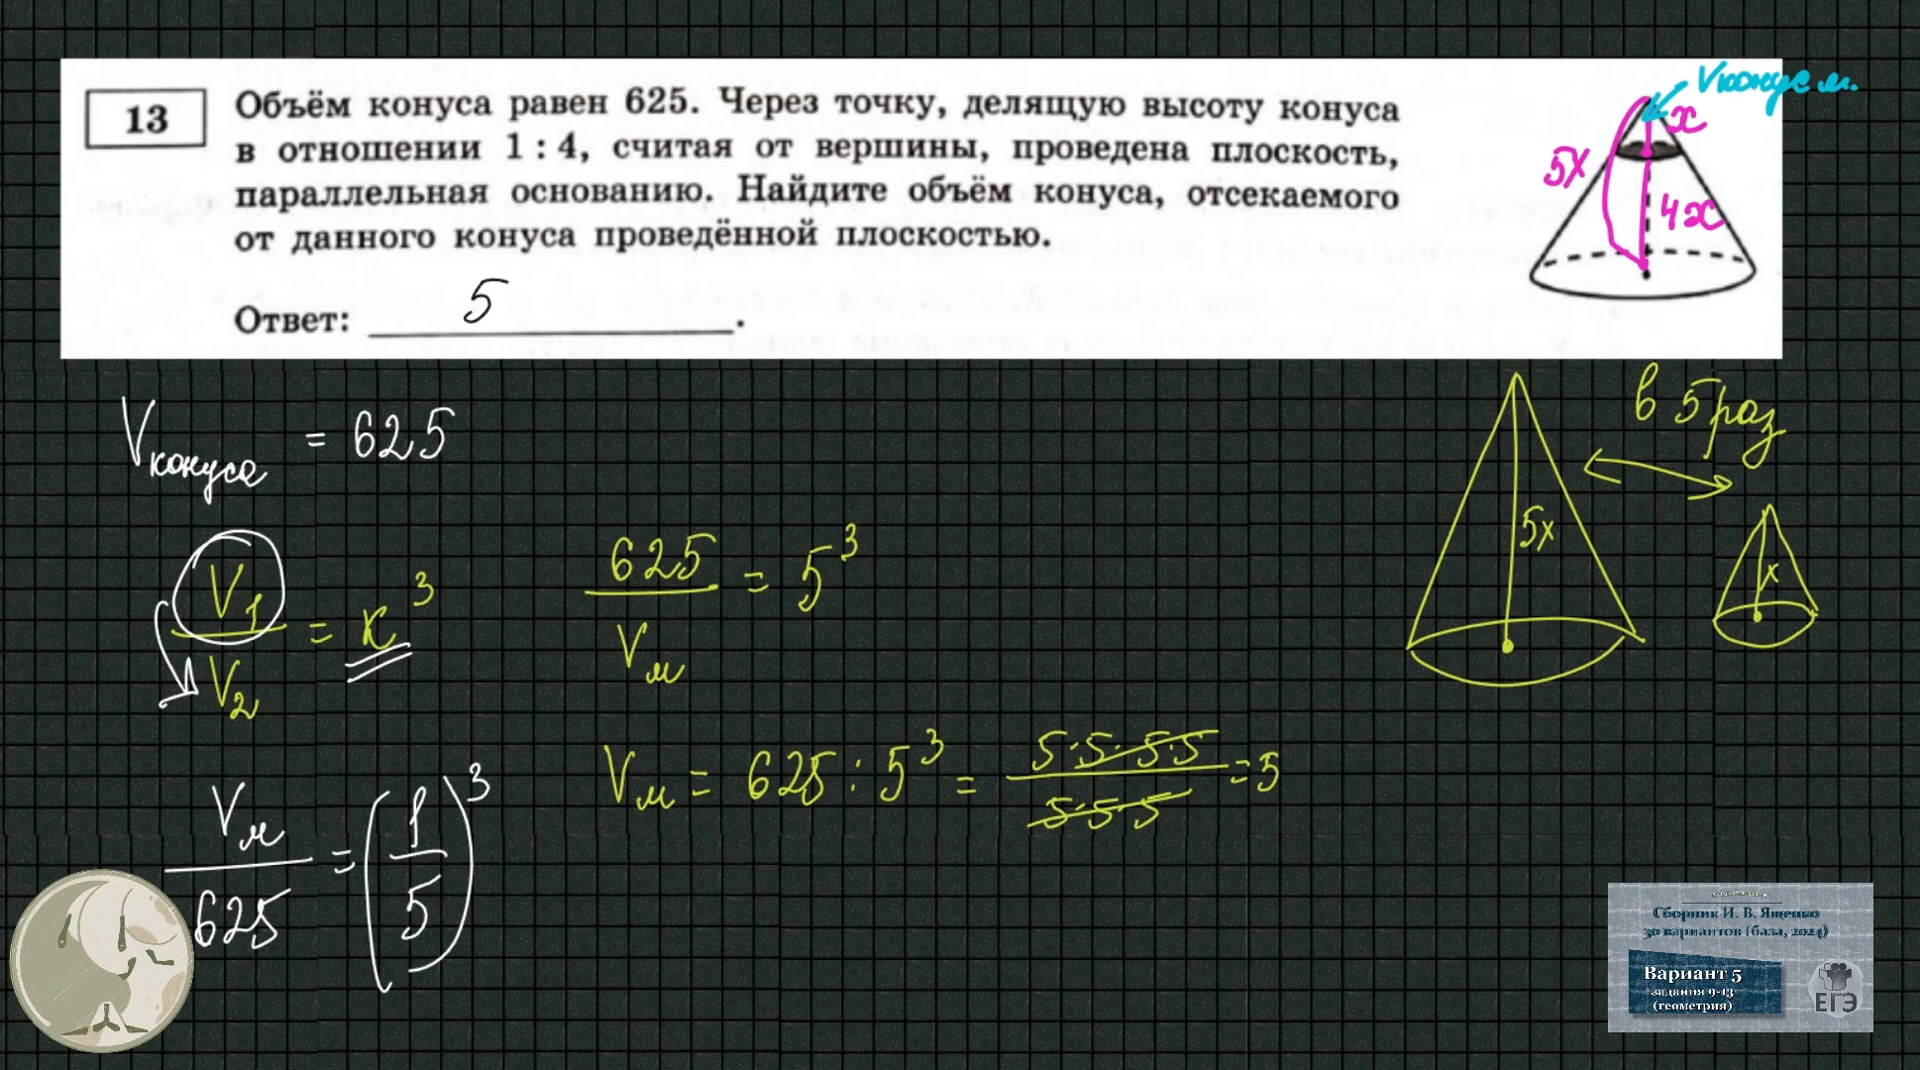 13
Объём конуса равен 625. Через точку, делящую высоту конуса
в отношении 1 : 4, считая от вершины, проведена плоскость,
параллельная основанию. Найдите объём конуса, отсекаемого
от данного конуса проведённой плоскостью.
Ответ: 5.
Vконус м.
x
5x
4x
Vконуса = 625
в 5 раз
5x
x
V1/V2 = к³
625/Vм = 5³
Vм = 625 : 5³ = 5·5·5·5/5·5·5 = 5
Vм/625 = (1/5)³
Сборник И. В. Ященко
30 вариантов (база, 2024)
Вариант 5
задания 9-13
(геометрия)
ЕГЭ